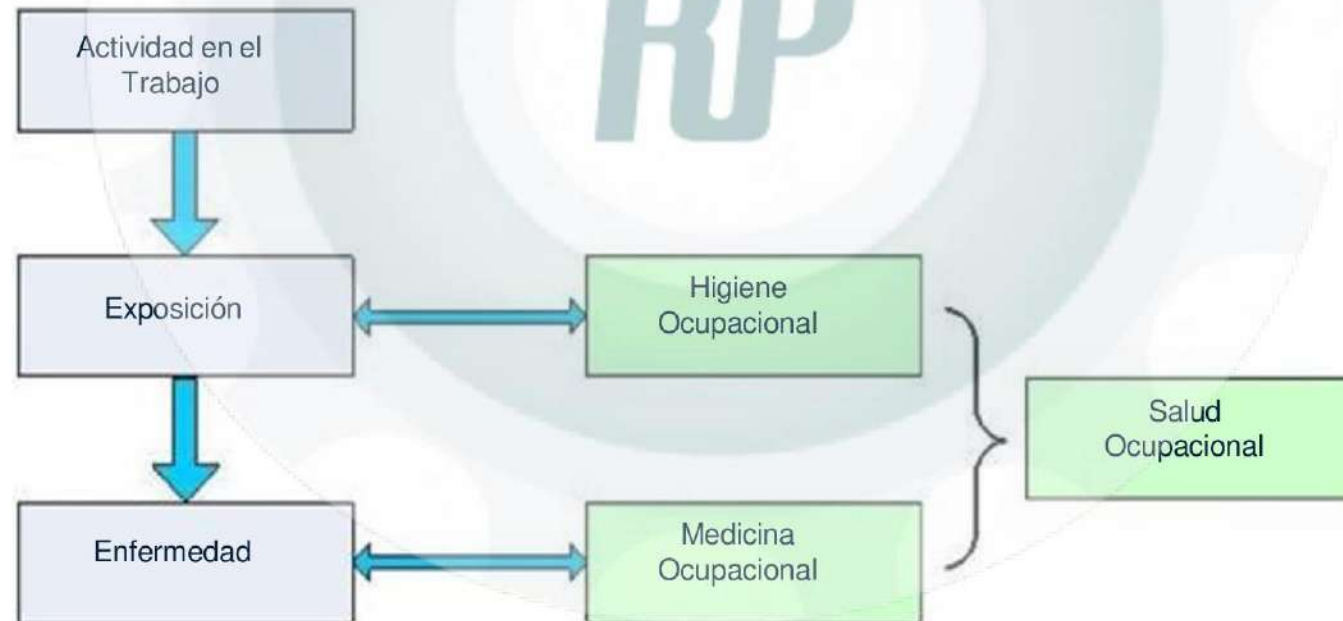 RP
Actividad en el
Trabajo
Exposición
Higiene
Ocupacional
Salud
Ocupacional
Enfermedad
Medicina
Ocupacional